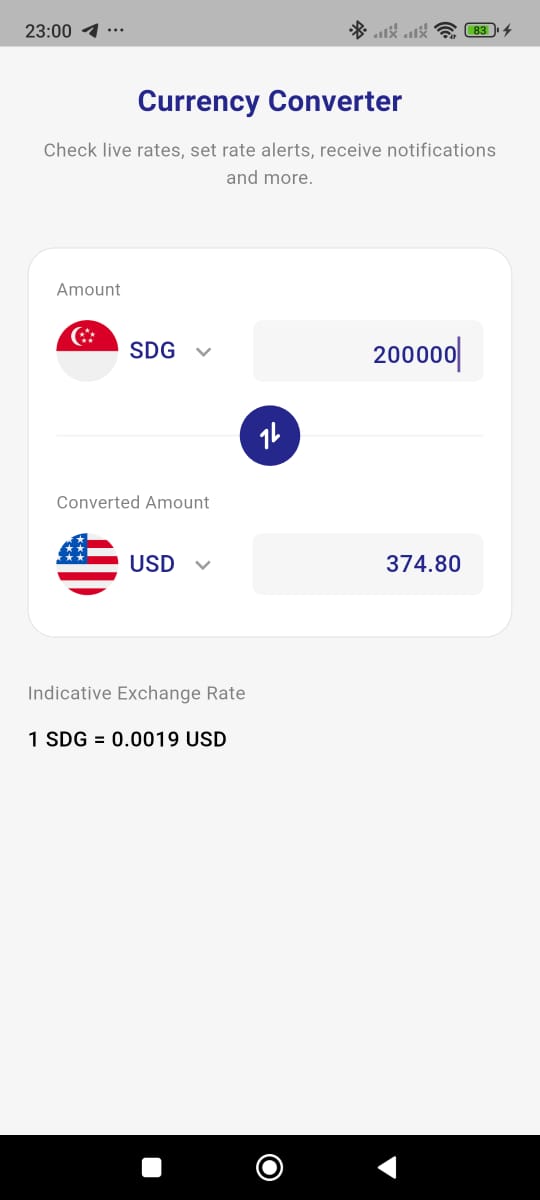 23:00
83
Currency Converter
Check live rates, set rate alerts, receive notifications
and more.
Amount
SDG
200000
Converted Amount
USD
374.80
Indicative Exchange Rate
1 SDG = 0.0019 USD